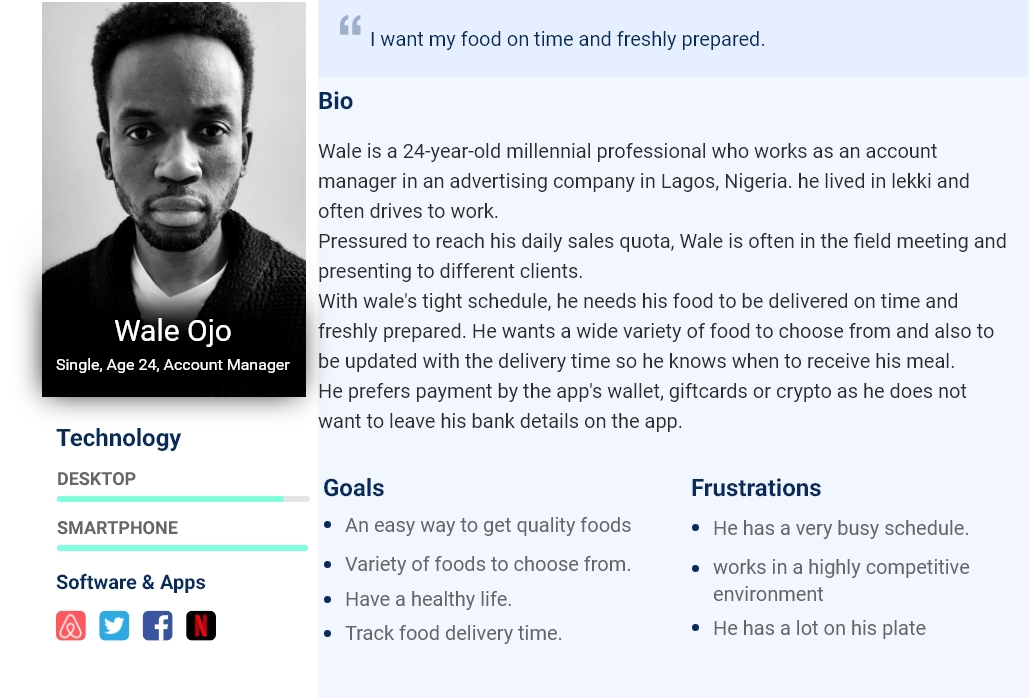 “ I want my food on time and freshly prepared.
Wale Ojo
Single, Age 24, Account Manager
Technology
DESKTOP
SMARTPHONE
Software & Apps
N
Bio
Wale is a 24-year-old millennial professional who works as an account
manager in an advertising company in Lagos, Nigeria. he lived in lekki and
often drives to work.
Pressured to reach his daily sales quota, Wale is often in the field meeting and
presenting to different clients.
With wale's tight schedule, he needs his food to be delivered on time and
freshly prepared. He wants a wide variety of food to choose from and also to
be updated with the delivery time so he knows when to receive his meal.
He prefers payment by the app's wallet, giftcards or crypto as he does not
want to leave his bank details on the app.
Goals
An easy way to get quality foods
Variety of foods to choose from.
Have a healthy life.
Track food delivery time.
Frustrations
He has a very busy schedule.
works in a highly competitive
environment
He has a lot on his plate